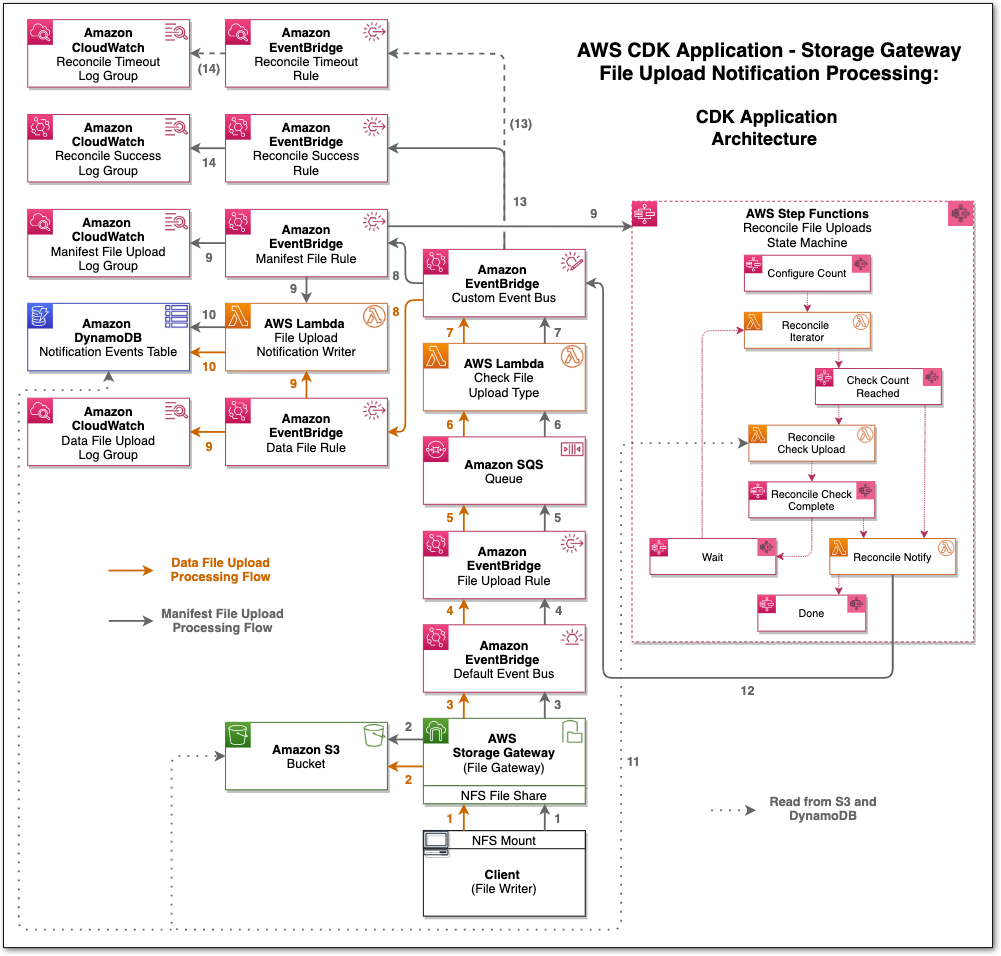 AWS CDK Application - Storage Gateway
File Upload Notification Processing:
CDK Application
Architecture
Amazon
CloudWatch
Reconcile Timeout
Log Group
(14)
Amazon
EventBridge
Reconcile Timeout
Rule
(13)
Amazon
CloudWatch
Reconcile Success
Log Group
14
Amazon
EventBridge
Reconcile Success
Rule
13
Amazon
CloudWatch
Manifest File Upload
Log Group
9
Amazon
EventBridge
Manifest File Rule
9
9
8
Amazon
EventBridge
Custom Event Bus
8
Amazon
DynamoDB
Notification Events Table
10
10
AWS Lambda
File Upload
Notification Writer
9
7
7
AWS Lambda
Check File
Upload Type
Amazon
CloudWatch
Data File Upload
Log Group
9
Amazon
EventBridge
Data File Rule
6
6
Amazon SQS
Queue
5
5
Amazon
EventBridge
File Upload Rule
4
4
Amazon
EventBridge
Default Event Bus
3
3
Data File Upload
Processing Flow
Manifest File Upload
Processing Flow
Amazon S3
Bucket
2
2
AWS
Storage Gateway
(File Gateway)
NFS File Share
1
1
NFS Mount
Client
(File Writer)
AWS Step Functions
Reconcile File Uploads
State Machine
Configure Count
Reconcile
Iterator
Check Count
Reached
Reconcile
Check Upload
Reconcile Check
Complete
Wait
Reconcile Notify
Done
12
11
Read from S3 and
DynamoDB